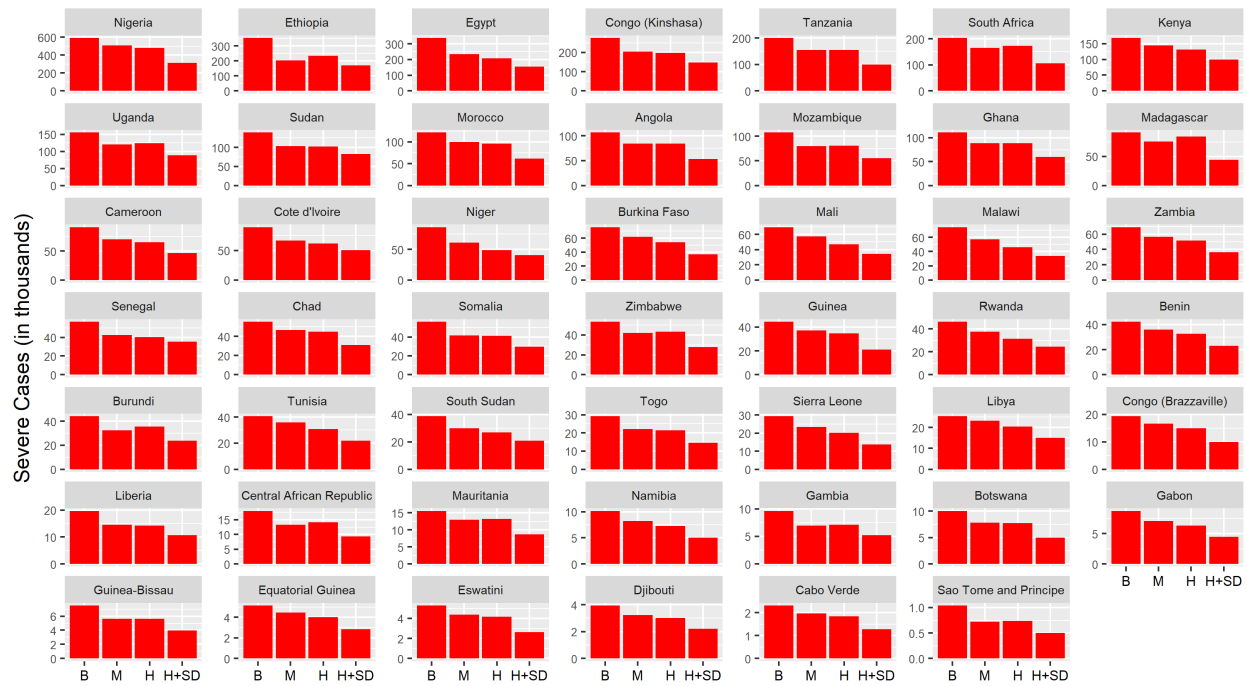 Severe Cases (in thousands)
Nigeria
600
400
200
0
Ethiopia
300
200
100
0
Egypt
300
200
100
0
Congo (Kinshasa)
200
100
0
Tanzania
200
100
0
South Africa
200
100
0
Kenya
150
100
50
0
Uganda
150
100
50
0
Sudan
100
50
0
Morocco
100
50
0
Angola
100
50
0
Mozambique
100
50
0
Ghana
100
50
0
Madagascar
50
0
Cameroon
50
0
Cote d'Ivoire
50
0
Niger
50
0
Burkina Faso
60
40
20
0
Mali
60
40
20
0
Malawi
60
40
20
0
Zambia
60
40
20
0
Senegal
40
20
0
Chad
40
20
0
Somalia
40
20
0
Zimbabwe
40
20
0
Guinea
40
20
0
Rwanda
40
20
0
Benin
40
20
0
Burundi
40
20
0
Tunisia
40
20
0
South Sudan
40
20
0
Togo
30
20
10
0
Sierra Leone
30
20
10
0
Libya
20
10
0
Congo (Brazzaville)
20
10
0
Liberia
20
10
0
Central African Republic
15
10
5
0
Mauritania
15
10
5
0
Namibia
10
5
0
Gambia
10
5
0
Botswana
10
5
0
Gabon
5
0
B M H H+SD
Guinea-Bissau
6
4
2
0
B M H H+SD
Equatorial Guinea
4
2
0
B M H H+SD
Eswatini
4
2
0
B M H H+SD
Djibouti
4
2
0
B M H H+SD
Cabo Verde
2
1
0
B M H H+SD
Sao Tome and Principe
1.0
0.5
0.0
B M H H+SD